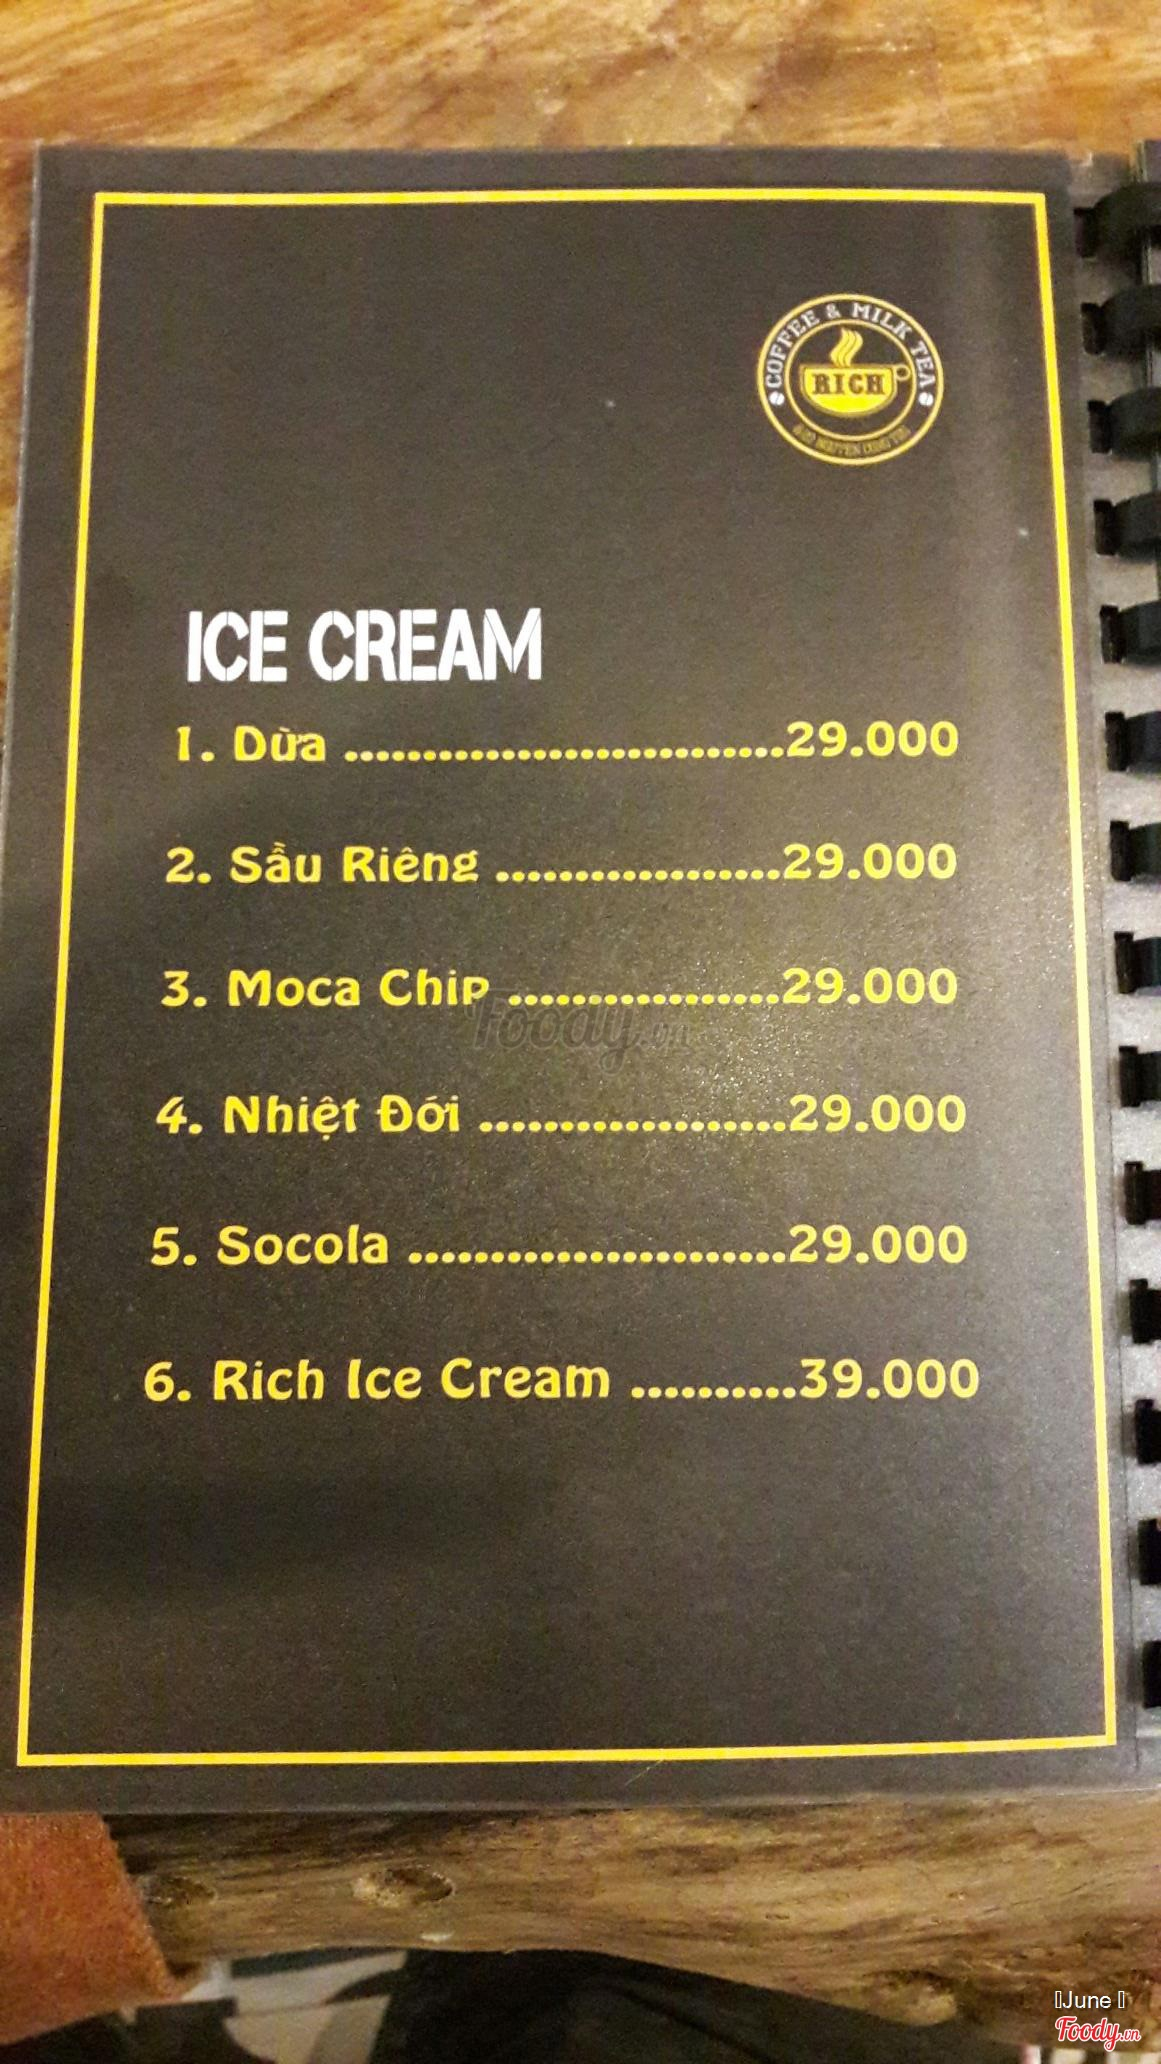 COFFEE & MILK TEA
RICH
ICE CREAM
1. Dừa ............................29.000
2. Sầu Riêng ..................29.000
3. Moca Chip .................29.000
Foody.vn
4. Nhiệt Đới ...................29.000
5. Socola .......................29.000
6. Rich Ice Cream ..........39.000
June
Foody.vn